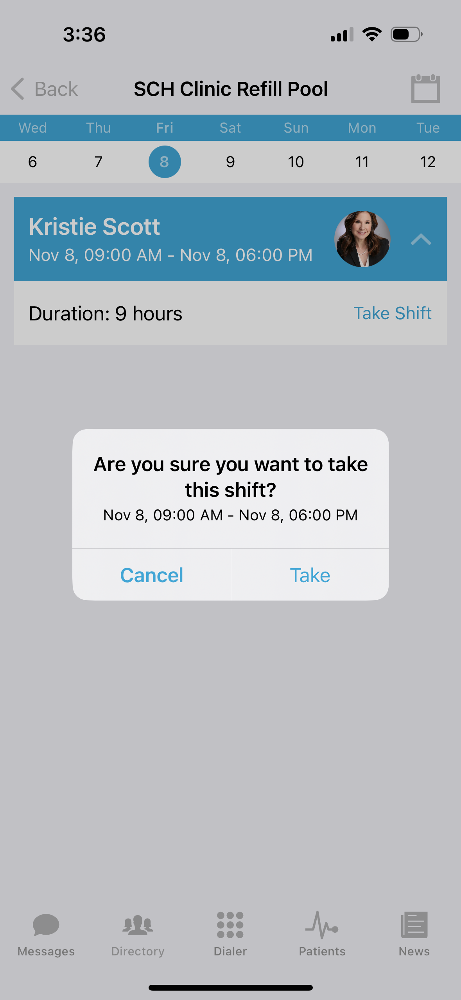 3:36
Back
SCH Clinic Refill Pool
Wed Thu Fri Sat Sun Mon Tue
6 7 8 9 10 11 12
Kristie Scott
Nov 8, 09:00 AM - Nov 8, 06:00 PM
Duration: 9 hours
Take Shift
Are you sure you want to take
this shift?
Nov 8, 09:00 AM - Nov 8, 06:00 PM
Cancel
Take
Messages Directory Dialer Patients News